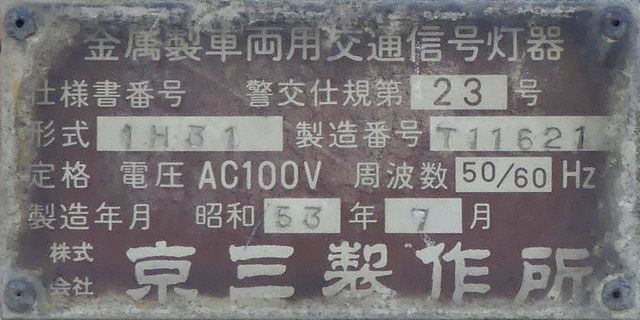 金属製車両用交通信号灯器
仕様書番号 警交仕規第 23 号
形式 1H31 製造番号 T11621
定格 電圧 AC100V 周波数 50/60 Hz
製造年月 昭和 53 年 7 月
株式会社 京三製作所